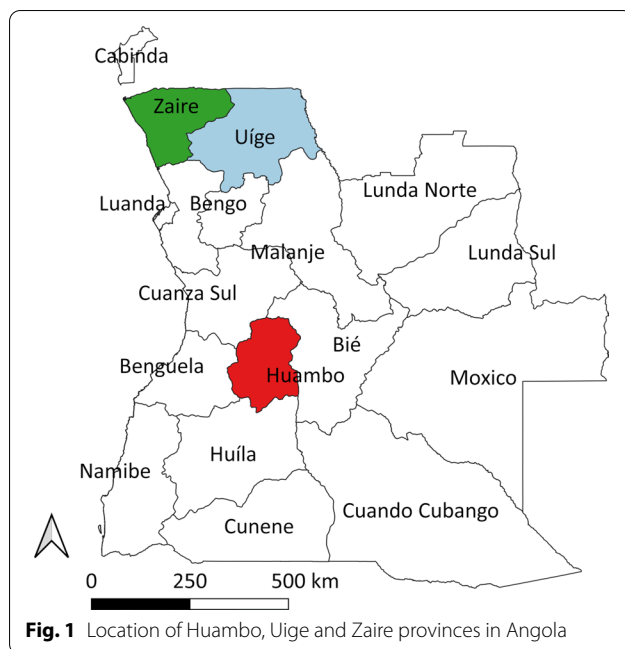 Cabinda
Zaire
Uíge
Lunda Norte
Luanda
Bengo
Malanje
Lunda Sul
Cuanza Sul
Bié
Benguela
Huambo
Moxico
Huíla
Namibe
Cuando Cubango
Cunene
0 250 500 km
Fig. 1 Location of Huambo, Uige and Zaire provinces in Angola